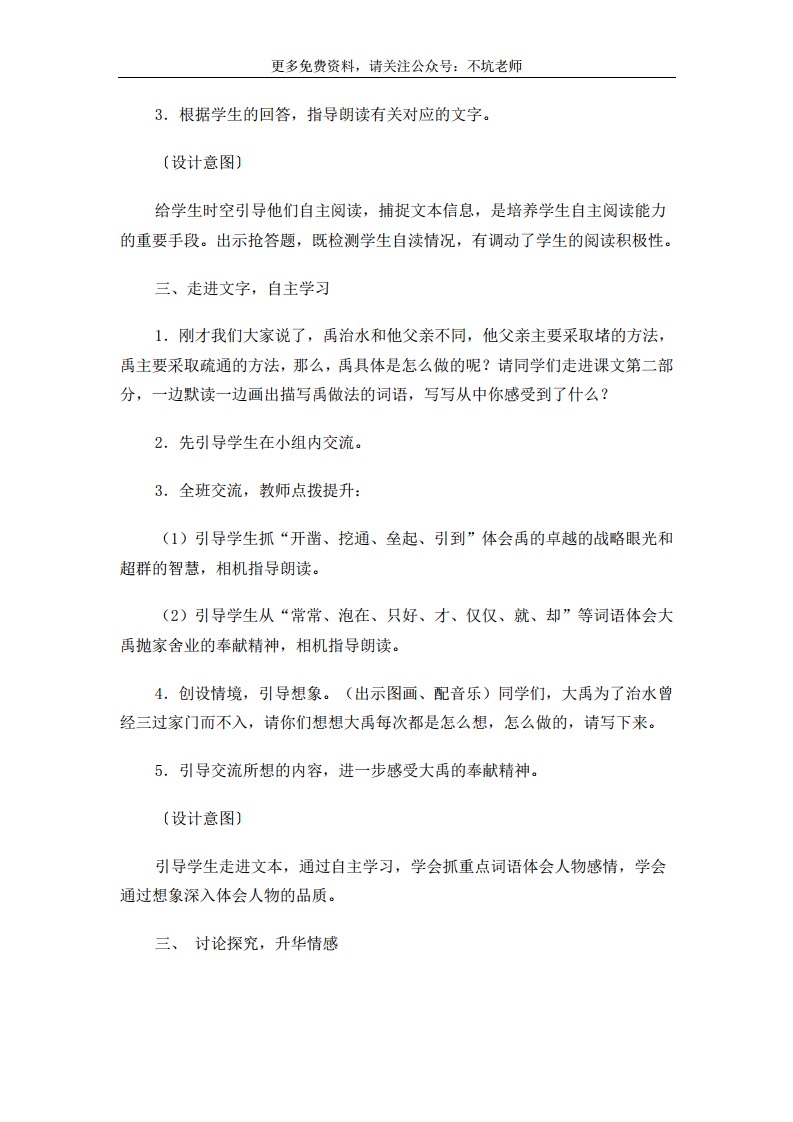 更多免费资料，请关注公众号：不坑老师
3．根据学生的回答，指导朗读有关对应的文字。
〔设计意图〕
给学生时空引导他们自主阅读，捕捉文本信息，是培养学生自主阅读能力
的重要手段。出示抢答题，既检测学生自渎情况，有调动了学生的阅读积极性。
三、走进文字，自主学习
1．刚才我们大家说了，禹治水和他父亲不同，他父亲主要采取堵的方法，
禹主要采取疏通的方法，那么，禹具体是怎么做的呢？请同学们走进课文第二部
分，一边默读一边画出描写禹做法的词语，写写从中你感受到了什么？
2．先引导学生在小组内交流。
3．全班交流，教师点拨提升：
（1）引导学生抓“开凿、挖通、垒起、引到”体会禹的卓越的战略眼光和
超群的智慧，相机指导朗读。
（2）引导学生从“常常、泡在、只好、才、仅仅、就、却”等词语体会大
禹抛家舍业的奉献精神，相机指导朗读。
4．创设情境，引导想象。（出示图画、配音乐）同学们，大禹为了治水曾
经三过家门而不入，请你们想想大禹每次都是怎么想，怎么做的，请写下来。
5．引导交流所想的内容，进一步感受大禹的奉献精神。
〔设计意图〕
引导学生走进文本，通过自主学习，学会抓重点词语体会人物感情，学会
通过想象深入体会人物的品质。
三、 讨论探究，升华情感